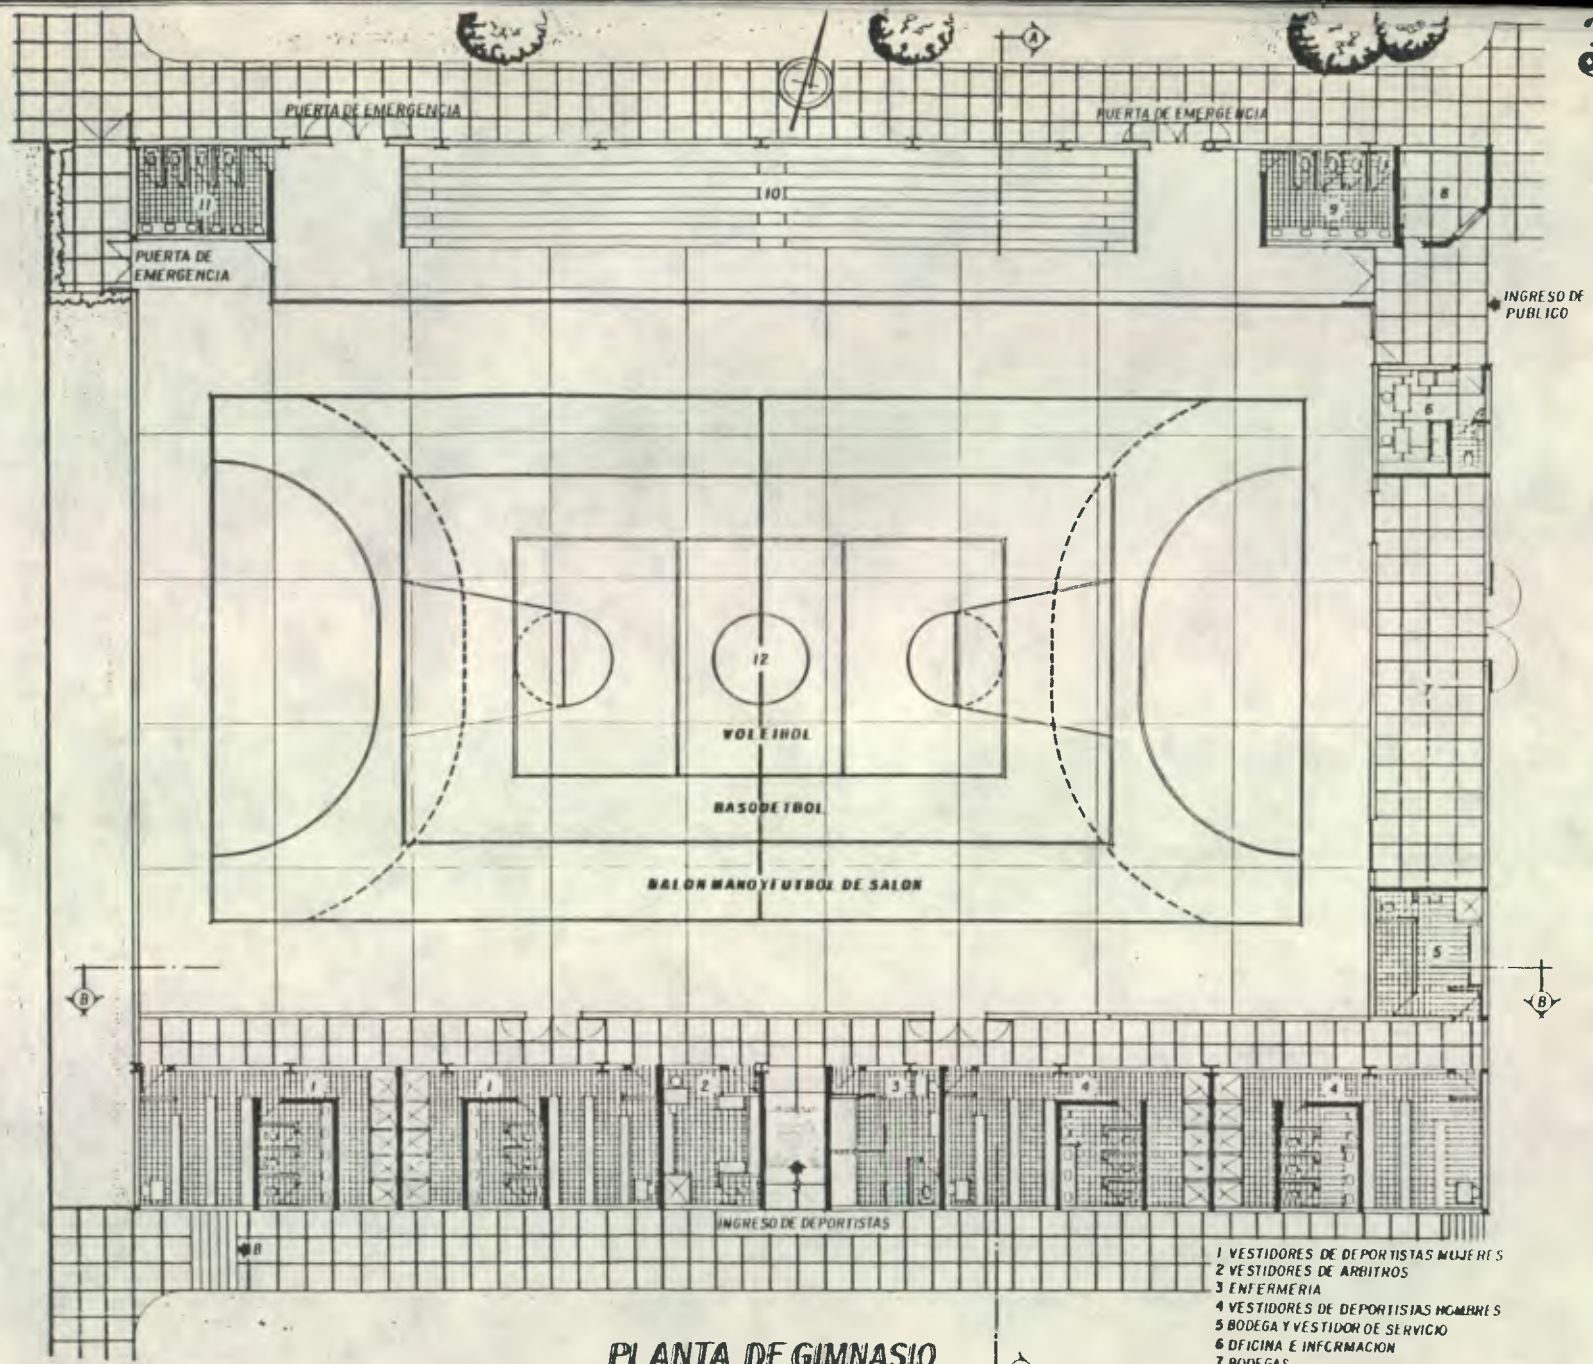 A
PUERTA DE EMERGENCIA
PUERTA DE EMERGENCIA
11
10
9
8
PUERTA DE
EMERGENCIA
INGRESO DE
PUBLICO
6
12
VOLEIBOL
7
BASQUETBOL
BALON MANO Y FUTBOL DE SALON
5
B
B
1
1
2
3
4
4
INGRESO DE DEPORTISTAS
B
1 VESTIDORES DE DEPORTISTAS MUJERES
2 VESTIDORES DE ARBITROS
3 ENFERMERIA
4 VESTIDORES DE DEPORTISTAS HOMBRES
5 BODEGA Y VESTIDOR DE SERVICIO
6 OFICINA E INFORMACION
7 BODEGAS
PLANTA DE GIMNASIO